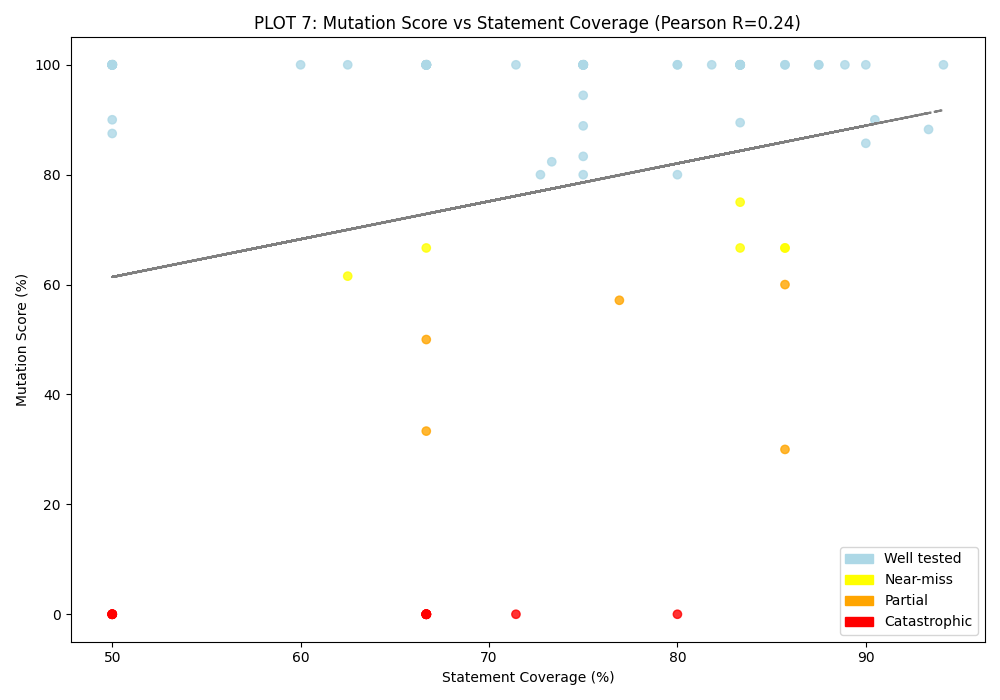 PLOT 7: Mutation Score vs Statement Coverage (Pearson R=0.24)
Mutation Score (%)
100
80
60
40
20
0
50 60 70 80 90
Statement Coverage (%)
Well tested
Near-miss
Partial
Catastrophic